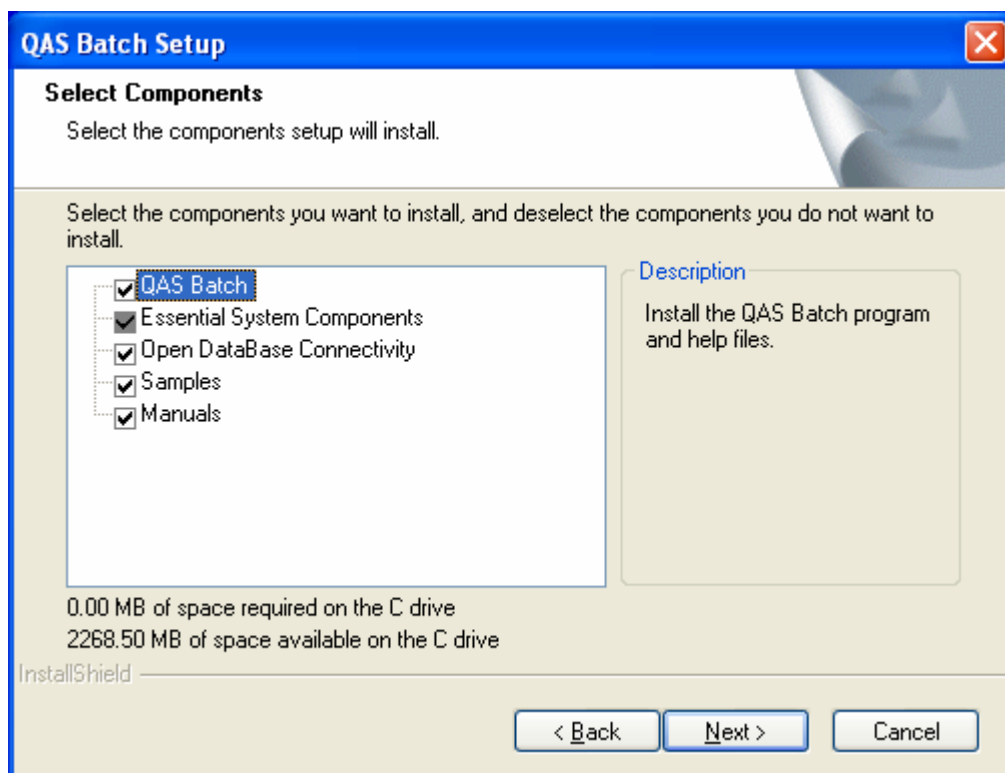 QAS Batch Setup
Select Components
Select the components setup will install.
Select the components you want to install, and deselect the components you do not want to
install.
QAS Batch
Essential System Components
Open DataBase Connectivity
Samples
Manuals
Description
Install the QAS Batch program
and help files.
0.00 MB of space required on the C drive
2268.50 MB of space available on the C drive
InstallShield
< Back
Next >
Cancel